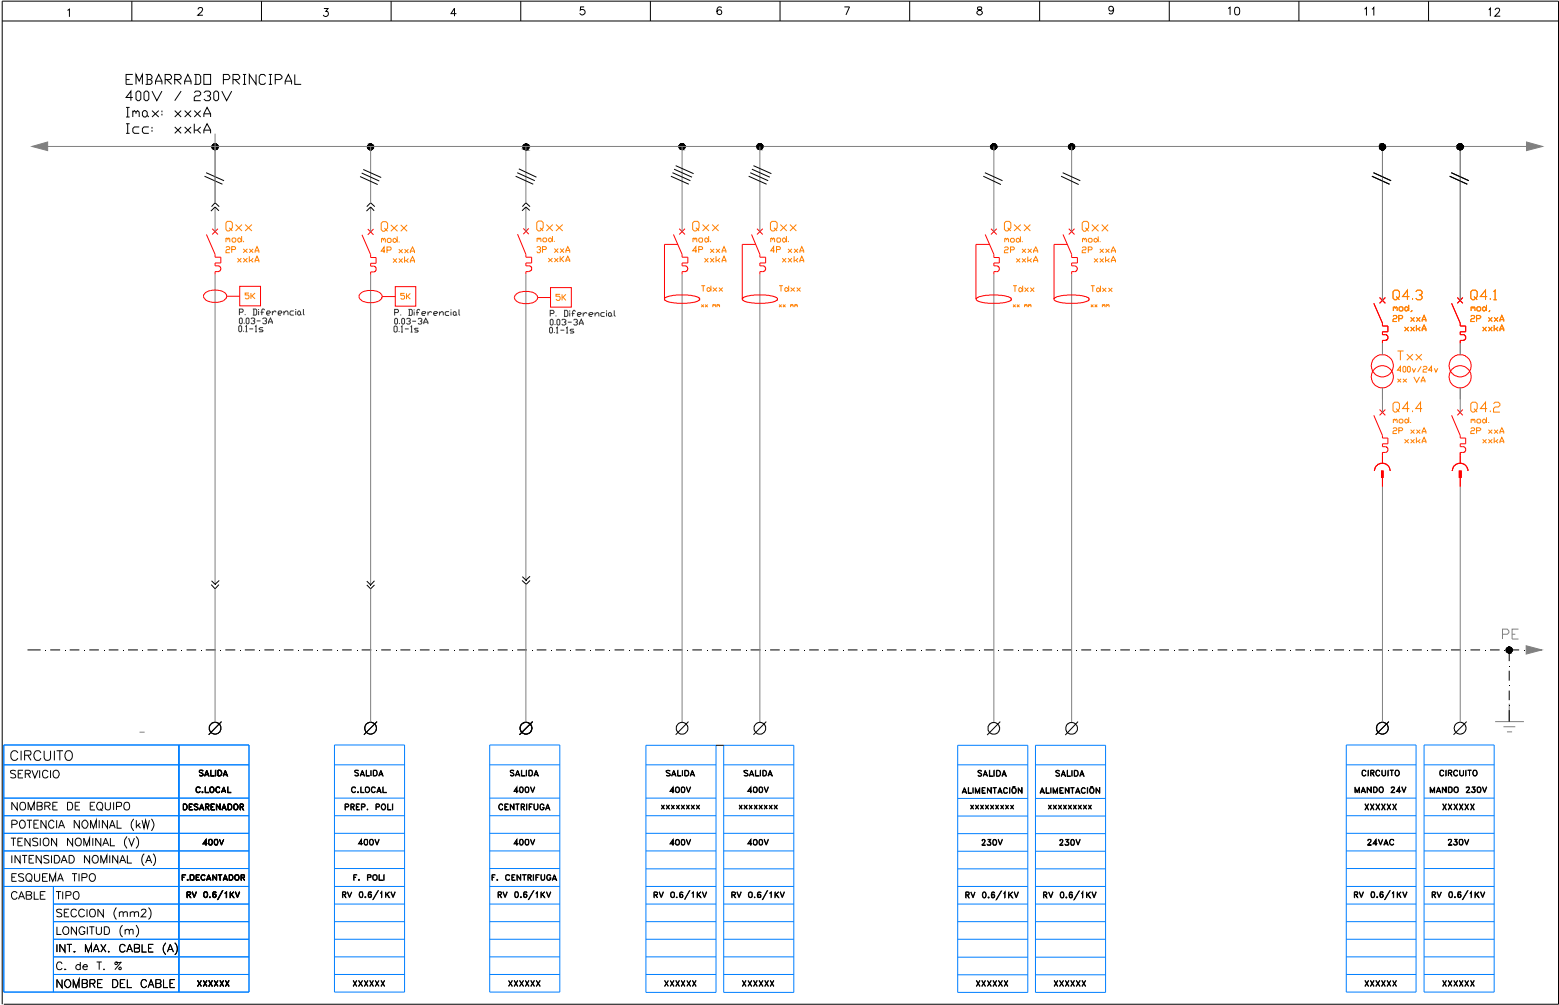 1 2 3 4 5 6 7 8 9 10 11 12
EMBARRADO PRINCIPAL
400V / 230V
Imax: xxxA
Icc: xxkA
Qxx
mod.
2P xxA
xxkA
5K
P. Diferencial
0.03-3A
0.1-1s
Qxx
mod.
4P xxA
xxkA
5K
P. Diferencial
0.03-3A
0.1-1s
Qxx
mod.
3P xxA
xxKA
5K
P. Diferencial
0.03-3A
0.1-1s
Qxx
mod.
4P xxA
xxkA
Tdxx
xx mm
Qxx
mod.
4P xxA
xxkA
Tdxx
xx mm
Qxx
mod.
2P xxA
xxkA
Tdxx
xx mm
Qxx
mod.
2P xxA
xxkA
Tdxx
xx mm
Q4.3
mod.
2P xxA
xxkA
Txx
400v/24v
xx VA
Q4.4
mod.
2P xxA
xxkA
Q4.1
mod.
2P xxA
xxkA
Q4.2
mod.
2P xxA
xxkA
PE
CIRCUITO
SERVICIO SALIDA SALIDA SALIDA SALIDA SALIDA SALIDA SALIDA CIRCUITO CIRCUITO
C.LOCAL C.LOCAL 400V 400V 400V ALIMENTACIÓN ALIMENTACIÓN MANDO 24V MANDO 230V
NOMBRE DE EQUIPO DESARENADOR PREP. POLI CENTRIFUGA xxxxxxxx xxxxxxxx xxxxxxxxx xxxxxxxxx XXXXXX XXXXXX
POTENCIA NOMINAL (kW)
TENSION NOMINAL (V) 400V 400V 400V 400V 400V 230V 230V 24VAC 230V
INTENSIDAD NOMINAL (A)
ESQUEMA TIPO F.DECANTADOR F. POLI F. CENTRIFUGA
CABLE TIPO RV 0.6/1KV RV 0.6/1KV RV 0.6/1KV RV 0.6/1KV RV 0.6/1KV RV 0.6/1KV RV 0.6/1KV RV 0.6/1KV RV 0.6/1KV
SECCION (mm2)
LONGITUD (m)
INT. MAX. CABLE (A)
C. de T. %
NOMBRE DEL CABLE XXXXXX XXXXXX XXXXXX XXXXXX XXXXXX XXXXXX XXXXXX XXXXXX XXXXXX